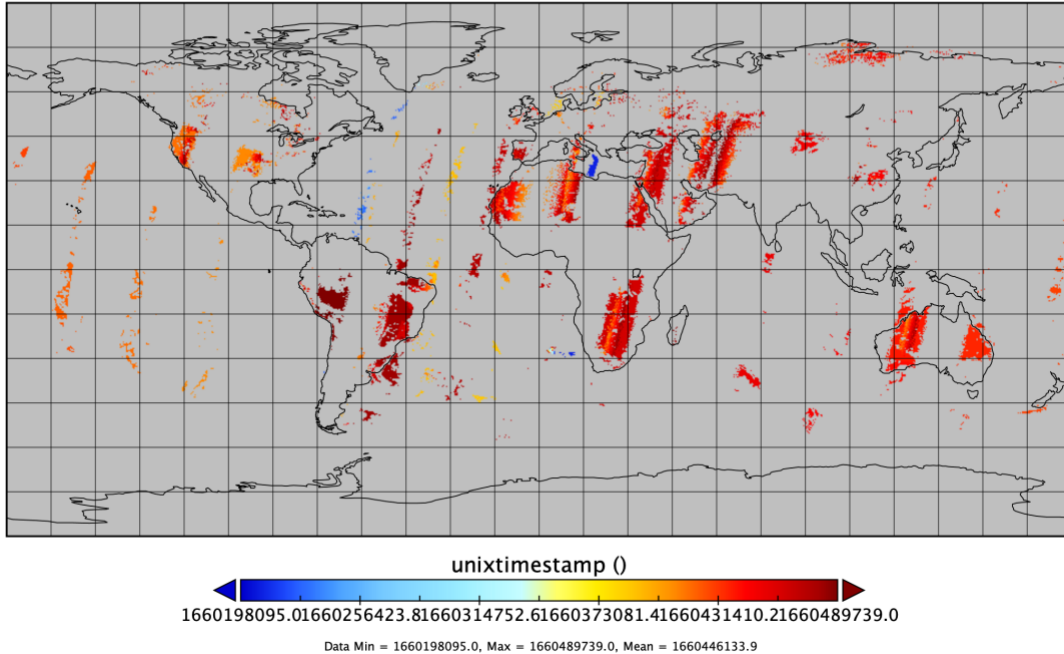 unixtimestamp ()
1660198095.01660256423.81660314752.61660373081.41660431410.21660489739.0
Data Min = 1660198095.0, Max = 1660489739.0, Mean = 1660446133.9